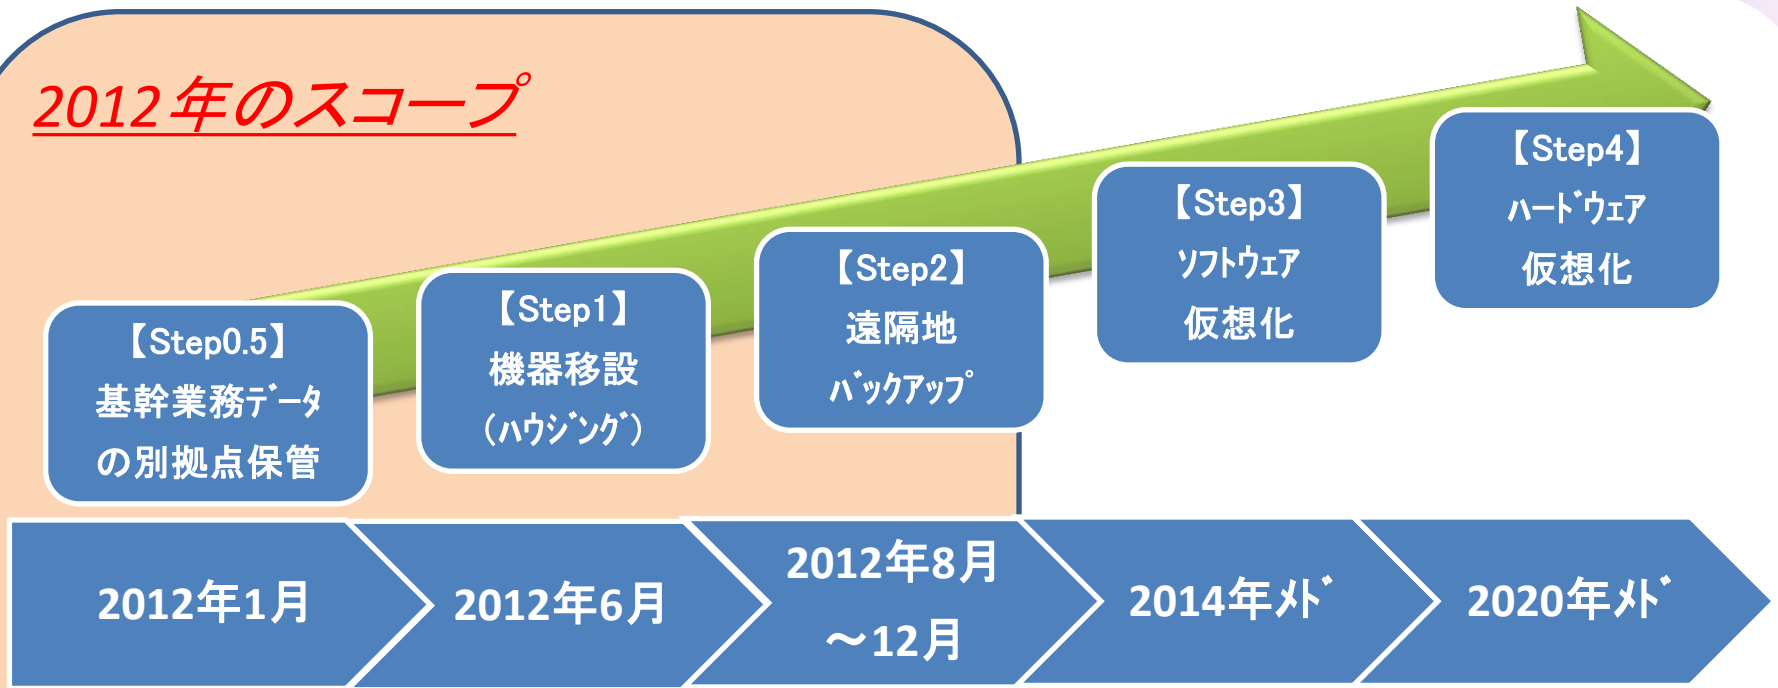 2012年のスコープ
【Step0.5】
基幹業務ﾃﾞｰﾀ
の別拠点保管
【Step1】
機器移設
(ﾊｳｼﾞﾝｸﾞ)
【Step2】
遠隔地
ﾊﾞｯｸｱｯﾌﾟ
【Step3】
ｿﾌﾄｳｪｱ
仮想化
【Step4】
ﾊｰﾄﾞｳｪｱ
仮想化
2012年1月
2012年6月
2012年8月
～12月
2014年ﾒﾄﾞ
2020年ﾒﾄﾞ